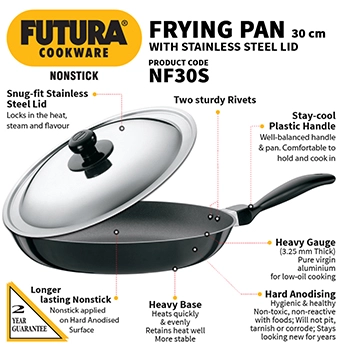 FUTURA®
COOKWARE
NONSTICK
FRYING PAN 30 cm
WITH STAINLESS STEEL LID
PRODUCT CODE
NF30S
Snug-fit Stainless
Steel Lid
Locks in the heat,
steam and flavour
Two sturdy Rivets
Stay-cool
Plastic Handle
Well-balanced handle
& pan. Comfortable to
hold and cook in
Heavy Gauge
(3.25 mm Thick)
Pure virgin
aluminium
for low-oil cooking
Longer
lasting Nonstick
Nonstick applied
on Hard Anodised
Surface
2
YEAR
GUARANTEE
Heavy Base
Heats quickly
& evenly
Retains heat well
More stable
Hard Anodising
Hygienic & healthy
Non-toxic, non-reactive
with foods; Will not pit,
tarnish or corrode; Stays
looking new for years